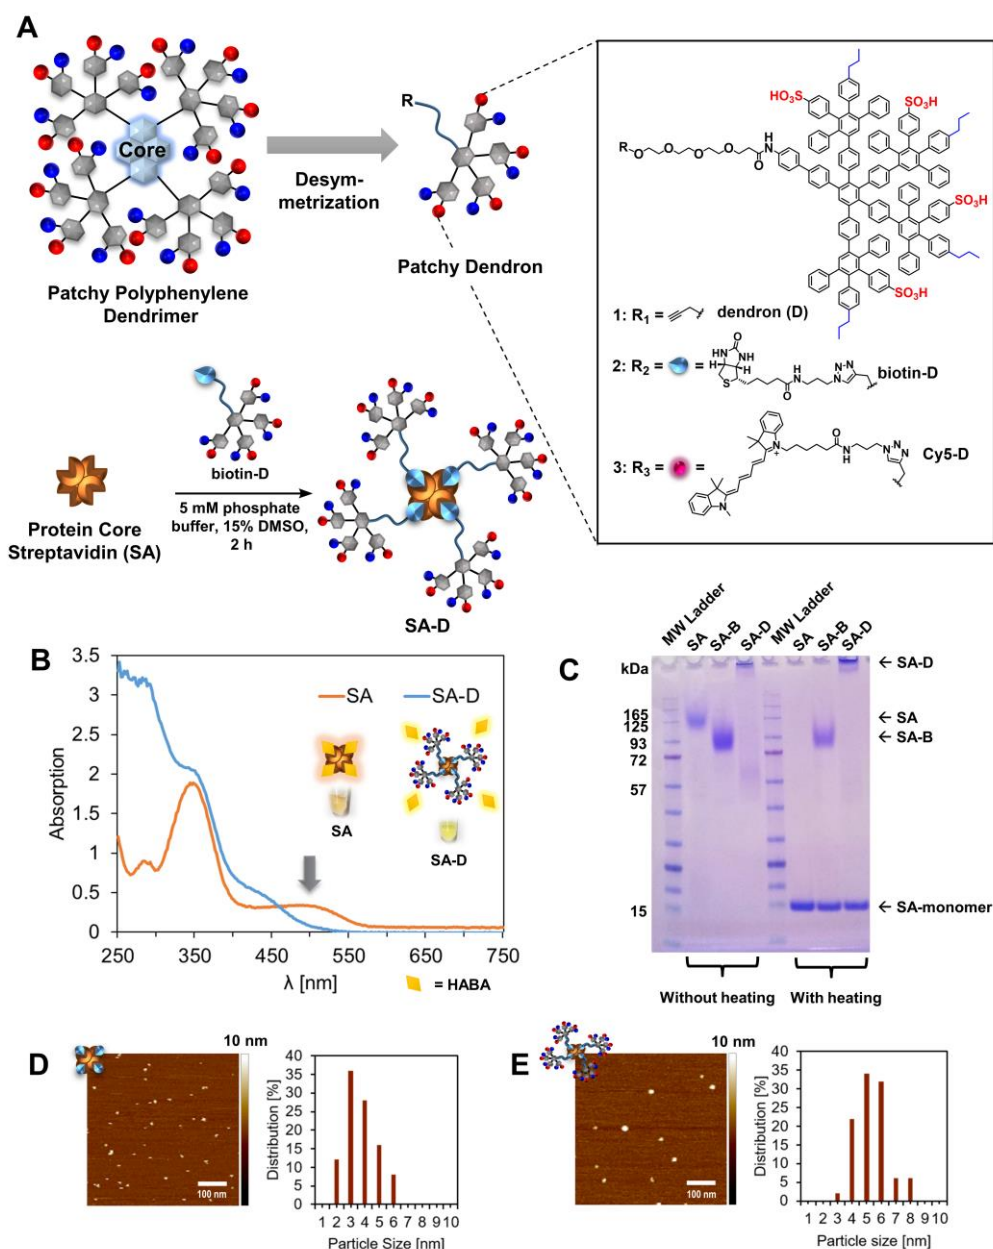 A
Core
Patchy Polyphenylene
Dendrimer
Desym-
metrization
R
Patchy Dendron
HO₃S
SO₃H
SO₃H
SO₃H
R
O
O
O
O
O
H
N
1: R₁ =
dendron (D)
2: R₂ =
=
biotin-D
O
HN
NH
H
H
S
O
H
N
N
N
N
3: R₃ =
=
Cy5-D
N
+
N
O
N
H
N
N
N
Protein Core
Streptavidin (SA)
biotin-D
5 mM phosphate
buffer, 15% DMSO,
2 h
SA-D
B
Absorption
3.5
3
2.5
2
1.5
1
0.5
0
250
350
450
550
650
750
λ [nm]
SA
SA-D
SA
SA-D
= HABA
C
MW Ladder
SA
SA-B
SA-D
MW Ladder
SA
SA-B
SA-D
kDa
165
125
93
72
57
15
← SA-D
← SA
← SA-B
← SA-monomer
Without heating
With heating
D
10 nm
100 nm
Distribution [%]
40
35
30
25
20
15
10
5
0
1 2 3 4 5 6 7 8 9 10
Particle Size [nm]
E
10 nm
100 nm
Distribution [%]
40
35
30
25
20
15
10
5
0
1 2 3 4 5 6 7 8 9 10
Particle size [nm]